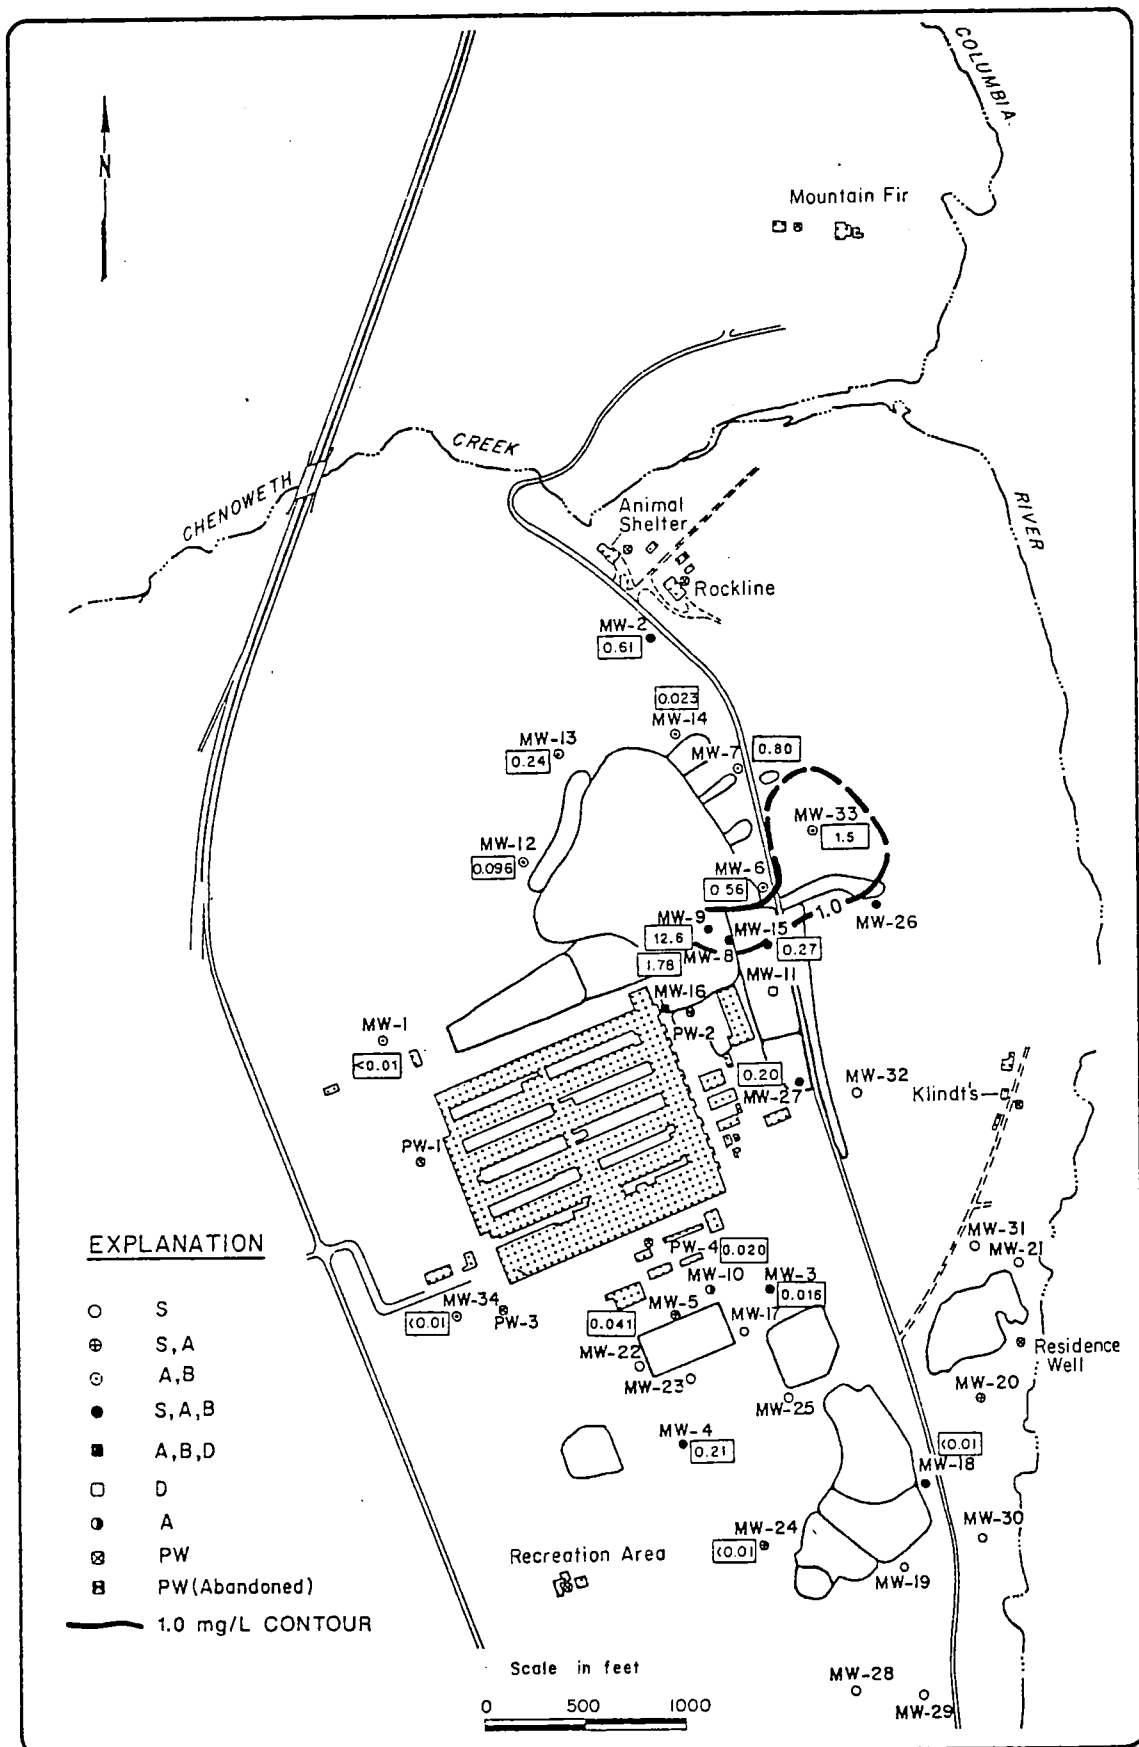 COLUMBIA
N
Mountain Fir
CREEK
CHENOWETH
RIVER
Animal
Shelter
Rockline
MW-2
0.61
0.023
MW-14
MW-13
0.24
MW-7
0.80
MW-33
1.5
MW-12
0.096
MW-6
0.56
1.0
MW-26
MW-9
12.6
MW-15
0.27
MW-8
1.78
MW-11
MW-16
PW-2
MW-1
<0.01
0.20
MW-27
MW-32
Klindt's
PW-1
MW-31
MW-21
PW-4
0.020
MW-10
MW-3
0.016
MW-34
<0.01
PW-3
MW-5
0.041
MW-17
Residence
Well
MW-22
MW-23
MW-25
MW-20
MW-4
0.21
<0.01
MW-18
MW-24
<0.01
MW-30
MW-19
Recreation Area
MW-28
MW-29
EXPLANATION
S
S,A
A,B
S,A,B
A,B,D
D
A
PW
PW(Abandoned)
1.0 mg/L CONTOUR
Scale in feet
0 500 1000